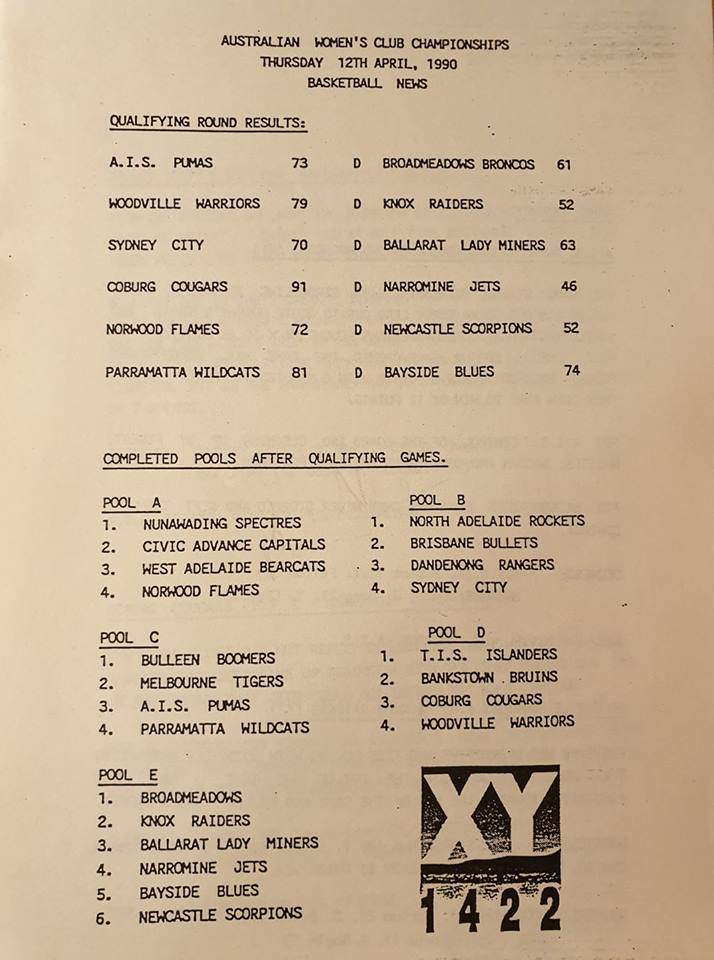 AUSTRALIAN WOMEN'S CLUB CHAMPIONSHIPS
THURSDAY 12TH APRIL, 1990
BASKETBALL NEWS
QUALIFYING ROUND RESULTS:
A.I.S. PUMAS 73 D BROADMEADOWS BRONCOS 61
WOODVILLE WARRIORS 79 D KNOX RAIDERS 52
SYDNEY CITY 70 D BALLARAT LADY MINERS 63
COBURG COUGARS 91 D NARROMINE JETS 46
NORWOOD FLAMES 72 D NEWCASTLE SCORPIONS 52
PARRAMATTA WILDCATS 81 D BAYSIDE BLUES 74
COMPLETED POOLS AFTER QUALIFYING GAMES.
POOL A
1. NUNAWADING SPECTRES
2. CIVIC ADVANCE CAPITALS
3. WEST ADELAIDE BEARCATS
4. NORWOOD FLAMES
POOL B
1. NORTH ADELAIDE ROCKETS
2. BRISBANE BULLETS
3. DANDENONG RANGERS
4. SYDNEY CITY
POOL C
1. BULLEEN BOOMERS
2. MELBOURNE TIGERS
3. A.I.S. PUMAS
4. PARRAMATTA WILDCATS
POOL D
1. T.I.S. ISLANDERS
2. BANKSTOWN BRUINS
3. COBURG COUGARS
4. WOODVILLE WARRIORS
POOL E
1. BROADMEADOWS
2. KNOX RAIDERS
3. BALLARAT LADY MINERS
4. NARROMINE JETS
5. BAYSIDE BLUES
6. NEWCASTLE SCORPIONS
XY
1422